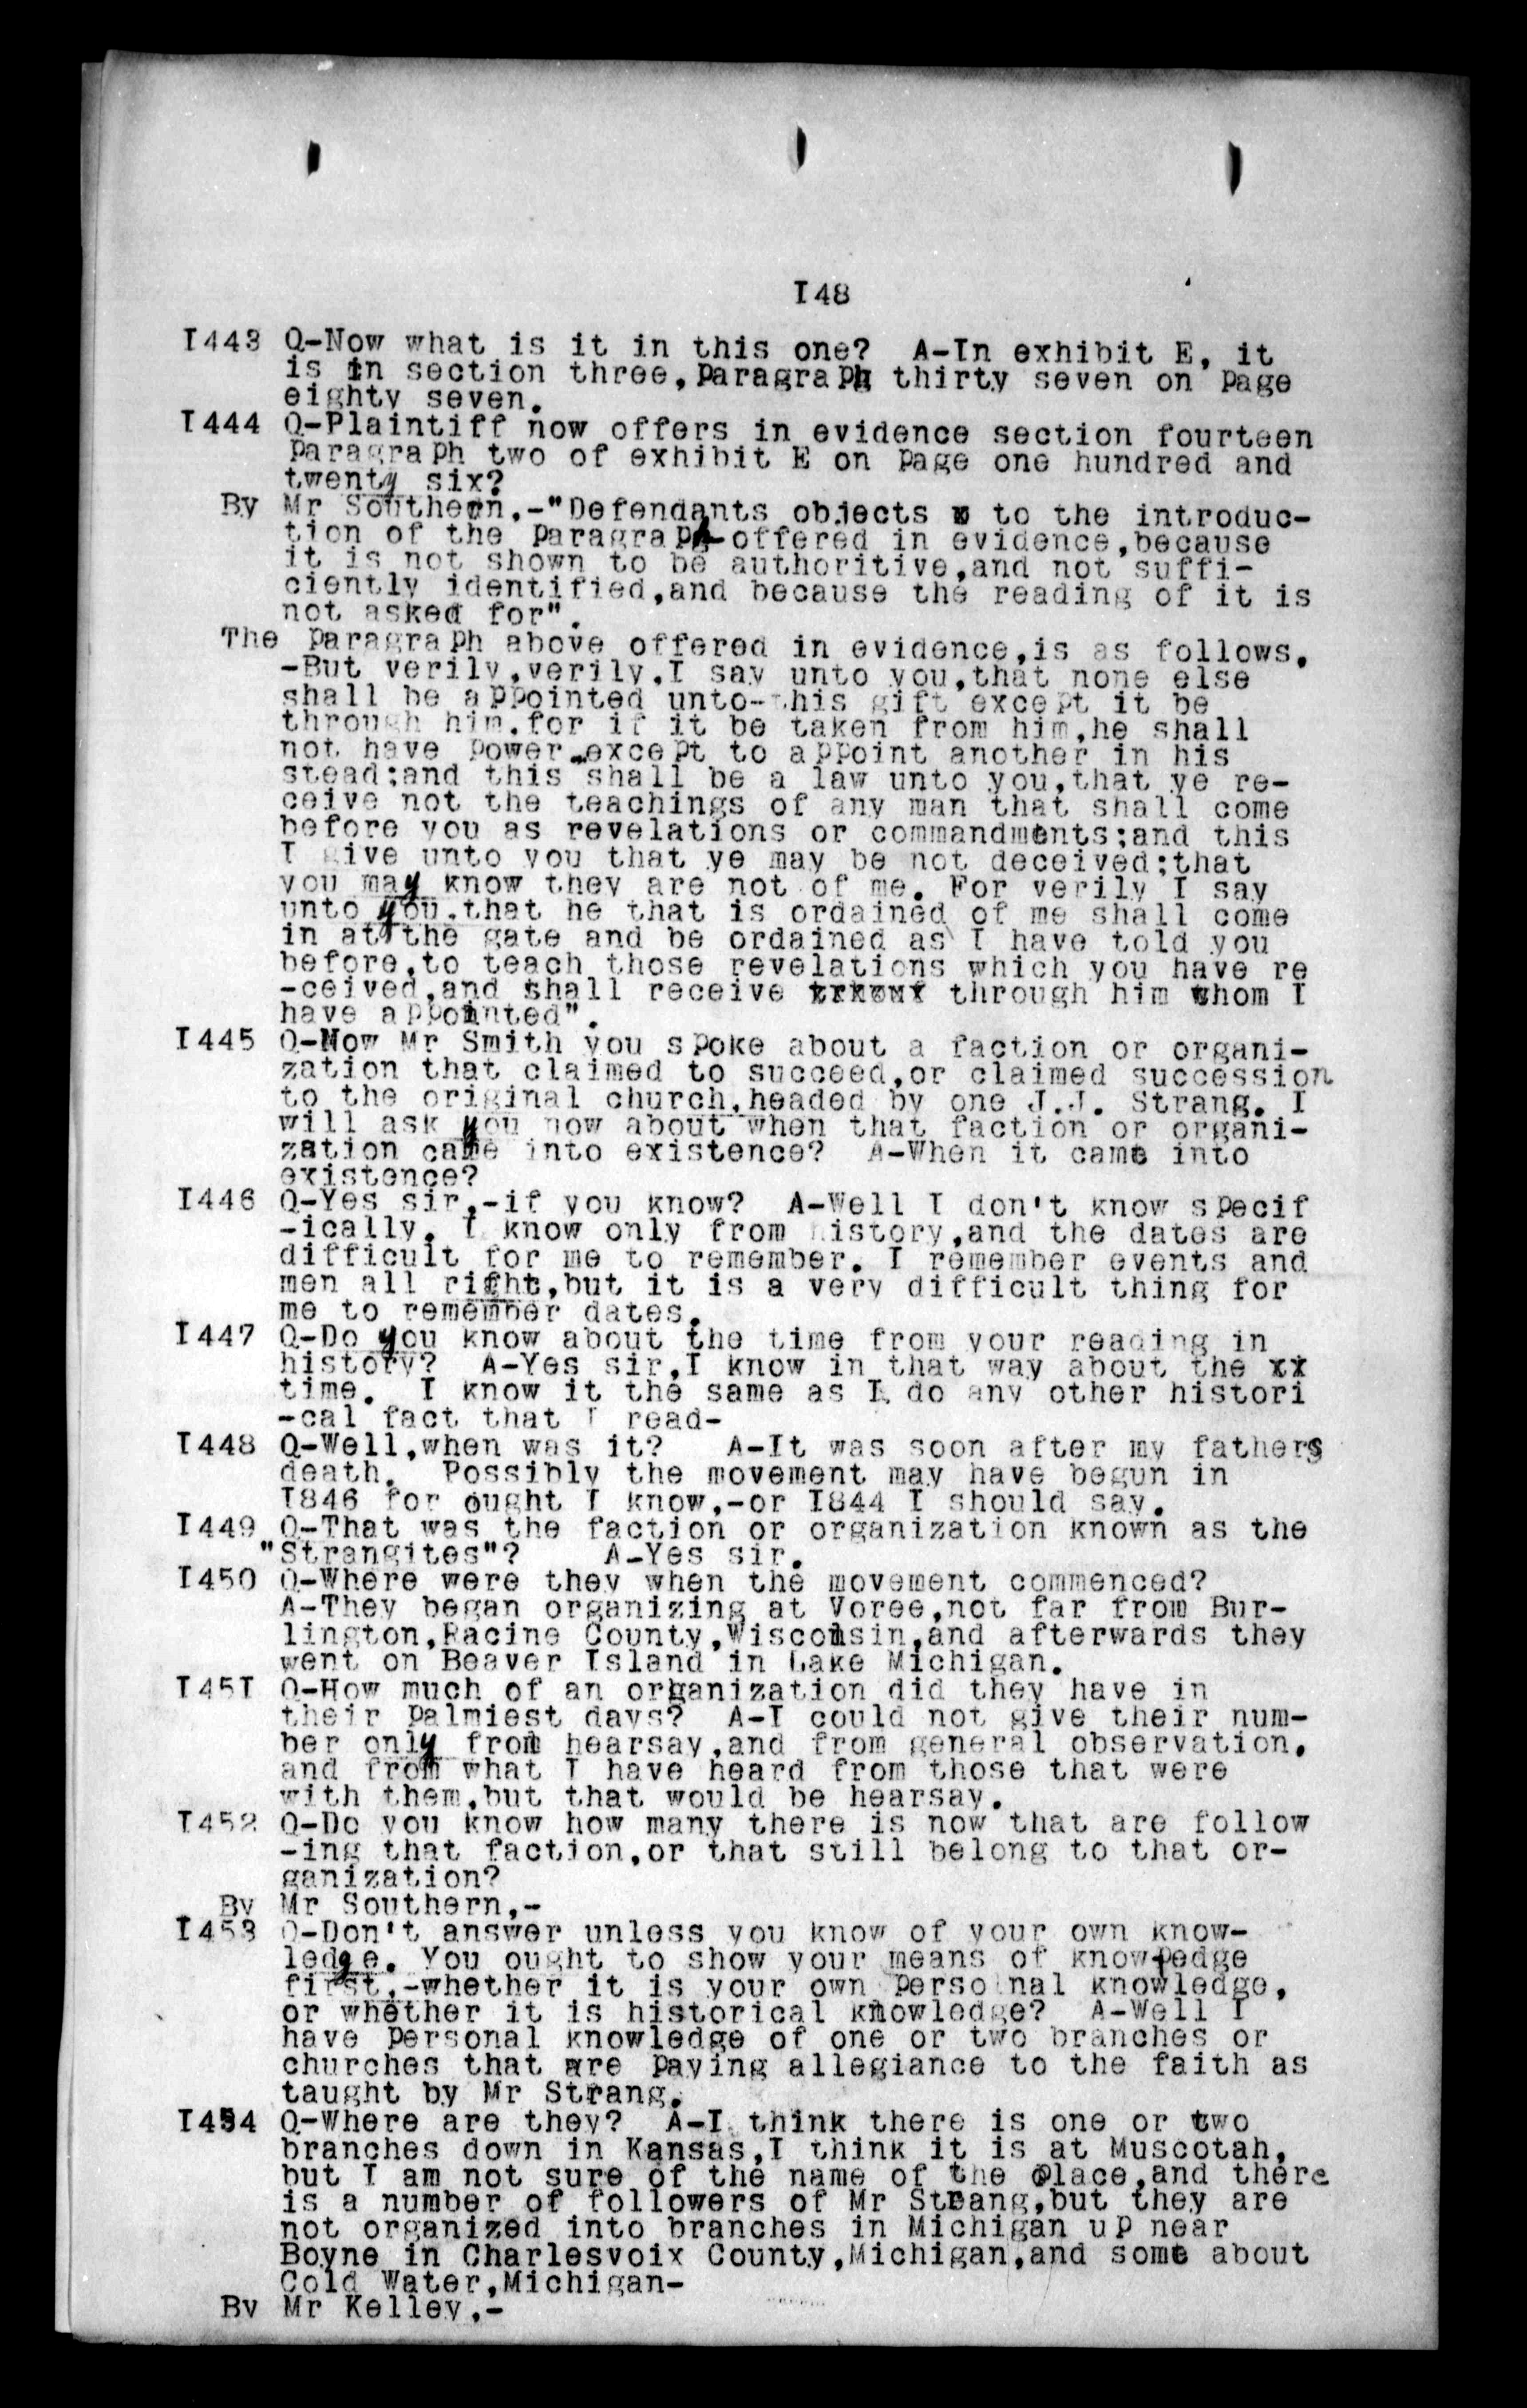 I48
I443 Q-Now what is it in this one?  A-In exhibit E, it
is in section three,paragraph thirty seven on page
eighty seven.
I444 Q-Plaintiff now offers in evidence section fourteen
paragraph two of exhibit E on page one hundred and
twenty six?
By Mr Southern,-"Defendants objects to the introduc-
tion of the paragraph offered in evidence,because
it is not shown to be authoritive,and not suffi-
ciently identified,and because the reading of it is
not asked for".
The paragraph above offered in evidence,is as follows,
-But verily,verily,I say unto you,that none else
shall be appointed unto-this gift except it be
through him,for if it be taken from him,he shall
not have power except to appoint another in his
stead;and this shall be a law unto you,that ye re-
ceive not the teachings of any man that shall come
before you as revelations or commandments;and this
I give unto you that ye may be not deceived;that
you may know they are not of me. For verily I say
unto you,that he that is ordained of me shall come
in at the gate and be ordained as I have told you
before,to teach those revelations which you have re
-ceived,and shall receive through him whom I
have appointed".
I445 Q-Now Mr Smith you spoke about a faction or organi-
zation that claimed to succeed,or claimed succession
to the original church,headed by one J.J. Strang. I
will ask you now about when that faction or organi-
zation came into existence?  A-When it came into
existence?
I446 Q-Yes sir,-if you know?  A-Well I don't know specif
-ically. I know only from history,and the dates are
difficult for me to remember. I remember events and
men all right,but it is a very difficult thing for
me to remember dates.
I447 Q-Do you know about the time from your reading in
history?  A-Yes sir,I know in that way about the
time.  I know it the same as I do any other histori
-cal fact that I read-
I448 Q-Well,when was it?   A-It was soon after my fathers
death.  Possibly the movement may have begun in
I846 for ought I know,-or I844 I should say.
I449 Q-That was the faction or organization known as the
"Strangites"?    A-Yes sir.
I450 Q-Where were they when the movement commenced?
A-They began organizing at Voree,not far from Bur-
lington,Racine County,Wisconsin,and afterwards they
went on Beaver Island in Lake Michigan.
I45I Q-How much of an organization did they have in
their palmiest days?  A-I could not give their num-
ber only from hearsay,and from general observation,
and from what I have heard from those that were
with them,but that would be hearsay.
I452 Q-Do you know how many there is now that are follow
-ing that faction,or that still belong to that or-
ganization?
By Mr Southern,-
I453 Q-Don't answer unless you know of your own know-
ledge. You ought to show your means of knowledge
first,-whether it is your own personal knowledge,
or whether it is historical knowledge?  A-Well I
have personal knowledge of one or two branches or
churches that are paying allegiance to the faith as
taught by Mr Strang.
I454 Q-Where are they?  A-I think there is one or two
branches down in Kansas,I think it is at Muscotah,
but I am not sure of the name of the place,and there
is a number of followers of Mr Strang,but they are
not organized into branches in Michigan up near
Boyne in Charlesvoix County,Michigan,and some about
Cold Water,Michigan-
By Mr Kelley,-